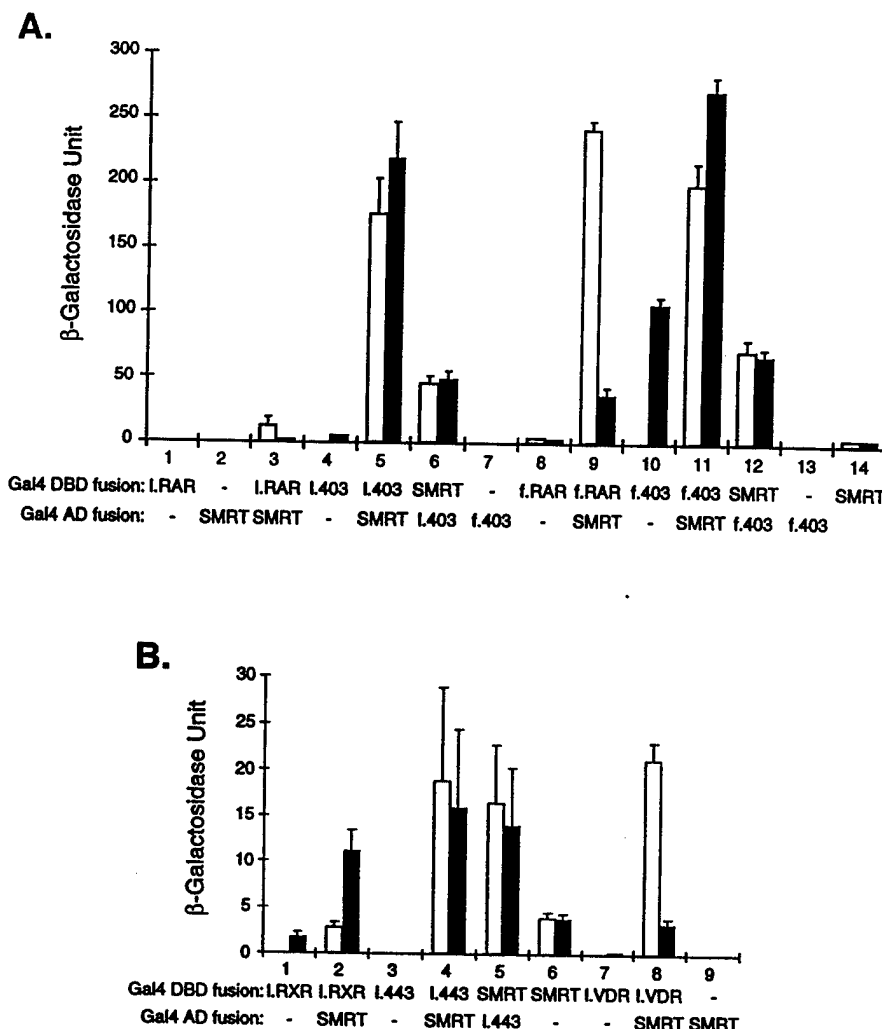 A.
β-Galactosidase Unit
300
250
200
150
100
50
0
1 2 3 4 5 6 7 8 9 10 11 12 13 14
Gal4 DBD fusion: l.RAR - l.RAR l.403 l.403 SMRT - f.RAR f.RAR f.403 f.403 SMRT - SMRT
Gal4 AD fusion: - SMRT SMRT - SMRT l.403 f.403 - SMRT - SMRT f.403 f.403 -
B.
β-Galactosidase Unit
30
25
20
15
10
5
0
1 2 3 4 5 6 7 8 9
Gal4 DBD fusion: l.RXR l.RXR l.443 l.443 SMRT SMRT l.VDR l.VDR -
Gal4 AD fusion: - SMRT - SMRT l.443 - - SMRT SMRT